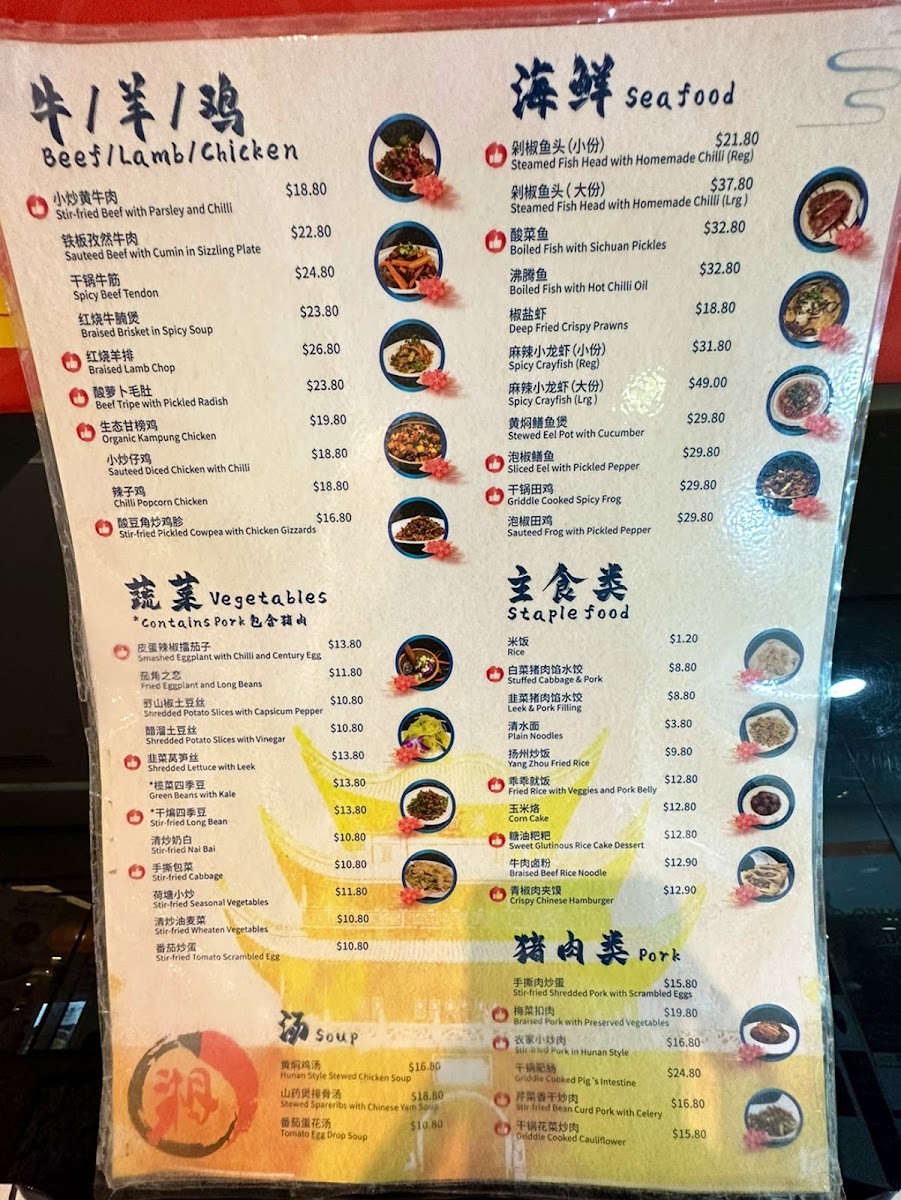 牛/羊/鸡
Beef/Lamb/Chicken
小炒黄牛肉 $18.80
Stir-fried Beef with Parsley and Chilli
铁板孜然牛肉 $22.80
Sauteed Beef with Cumin in Sizzling Plate
干锅牛筋 $24.80
Spicy Beef Tendon
红烧牛腩煲 $23.80
Braised Brisket in Spicy Soup
红烧羊排 $26.80
Braised Lamb Chop
酸萝卜毛肚 $23.80
Beef Tripe with Pickled Radish
生态甘榜鸡 $19.80
Organic Kampung Chicken
小炒仔鸡 $18.80
Sauteed Diced Chicken with Chilli
辣子鸡 $18.80
Chilli Popcorn Chicken
酸豆角炒鸡胗 $16.80
Stir-fried Pickled Cowpea with Chicken Gizzards
蔬菜 Vegetables
*Contains Pork 包含猪肉
皮蛋辣椒擂茄子 $13.80
Smashed Eggplant with Chilli and Century Egg
茄角之恋 $11.80
Fried Eggplant and Long Beans
野山椒土豆丝 $10.80
Shredded Potato Slices with Capsicum Pepper
醋溜土豆丝 $10.80
Shredded Potato Slices with Vinegar
韭菜莴笋丝 $13.80
Shredded Lettuce with Leek
*榄菜四季豆 $13.80
Green Beans with Kale
*干煸四季豆 $13.80
Stir-fried Long Bean
清炒奶白 $10.80
Stir-fried Nai Bai
手撕包菜 $10.80
Stir-fried Cabbage
荷塘小炒 $11.80
Stir-fried Seasonal Vegetables
清炒油麦菜 $10.80
Stir-fried Wheaten Vegetables
番茄炒蛋 $10.80
Stir-fried Tomato Scrambled Egg
汤 Soup
黄焖鸡汤 $16.80
Hunan Style Stewed Chicken Soup
山药煲排骨汤 $18.80
Stewed Spareribs with Chinese Yam Soup
番茄蛋花汤 $10.80
Tomato Egg Drop Soup
湘
海鲜 Seafood
剁椒鱼头(小份) $21.80
Steamed Fish Head with Homemade Chilli (Reg)
剁椒鱼头(大份) $37.80
Steamed Fish Head with Homemade Chilli (Lrg )
酸菜鱼 $32.80
Boiled Fish with Sichuan Pickles
沸腾鱼 $32.80
Boiled Fish with Hot Chilli Oil
椒盐虾 $18.80
Deep Fried Crispy Prawns
麻辣小龙虾(小份) $31.80
Spicy Crayfish (Reg)
麻辣小龙虾(大份) $49.00
Spicy Crayfish (Lrg )
黄焖鳝鱼煲 $29.80
Stewed Eel Pot with Cucumber
泡椒鳝鱼 $29.80
Sliced Eel with Pickled Pepper
干锅田鸡 $29.80
Griddle Cooked Spicy Frog
泡椒田鸡 $29.80
Sauteed Frog with Pickled Pepper
主食类
Staple food
米饭 $1.20
Rice
白菜猪肉馅水饺 $8.80
Stuffed Cabbage & Pork
韭菜猪肉馅水饺 $8.80
Leek & Pork Filling
清水面 $3.80
Plain Noodles
扬州炒饭 $9.80
Yang Zhou Fried Rice
乖乖就饭 $12.80
Fried Rice with Veggies and Pork Belly
玉米烙 $12.80
Corn Cake
糖油粑粑 $12.80
Sweet Glutinous Rice Cake Dessert
牛肉卤粉 $12.90
Braised Beef Rice Noodle
青椒肉夹馍 $12.90
Crispy Chinese Hamburger
猪肉类 Pork
手撕肉炒蛋 $15.80
Stir-fried Shredded Pork with Scrambled Eggs
梅菜扣肉 $19.80
Braised Pork with Preserved Vegetables
农家小炒肉 $16.80
Stir-fried Pork in Hunan Style
干锅肥肠 $24.80
Griddle Cooked Pig 's Intestine
芹菜香干炒肉 $16.80
Stir-fried Bean Curd Pork with Celery
干锅花菜炒肉 $15.80
Griddle Cooked Cauliflower